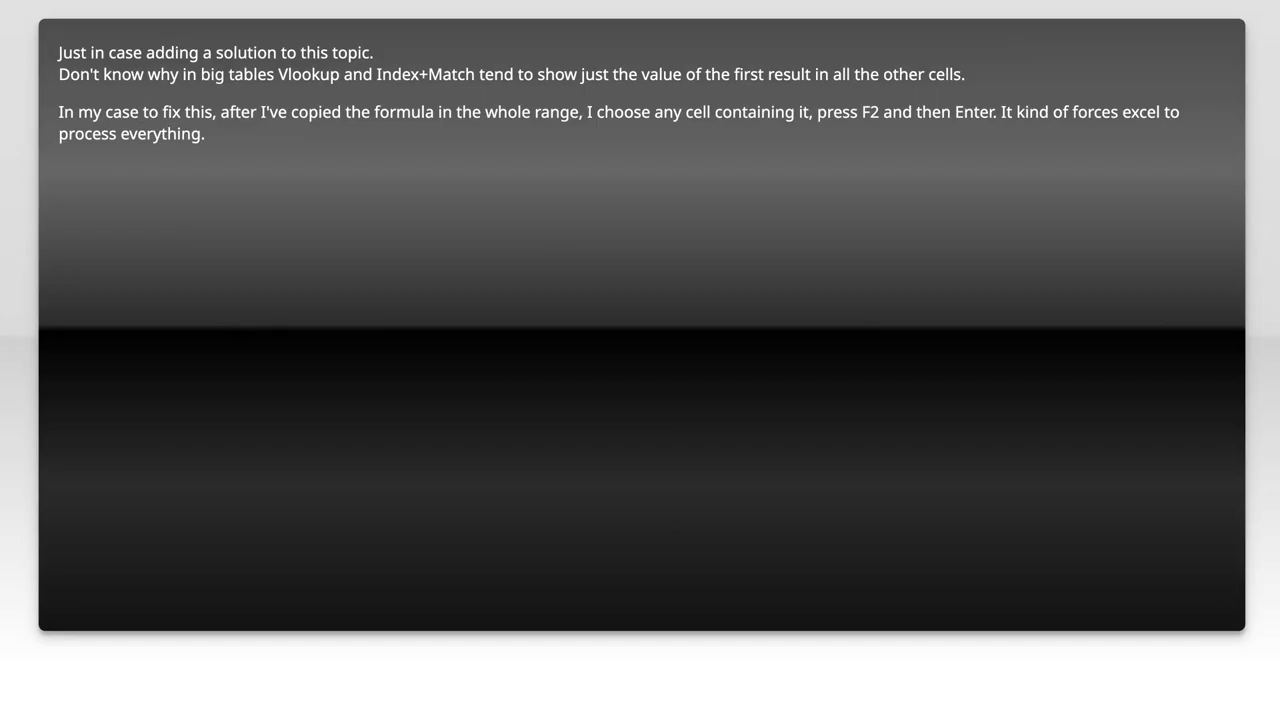 Just in case adding a solution to this topic.
Don't know why in big tables Vlookup and Index+Match tend to show just the value of the first result in all the other cells.
In my case to fix this, after I've copied the formula in the whole range, I choose any cell containing it, press F2 and then Enter. It kind of forces excel to
process everything.